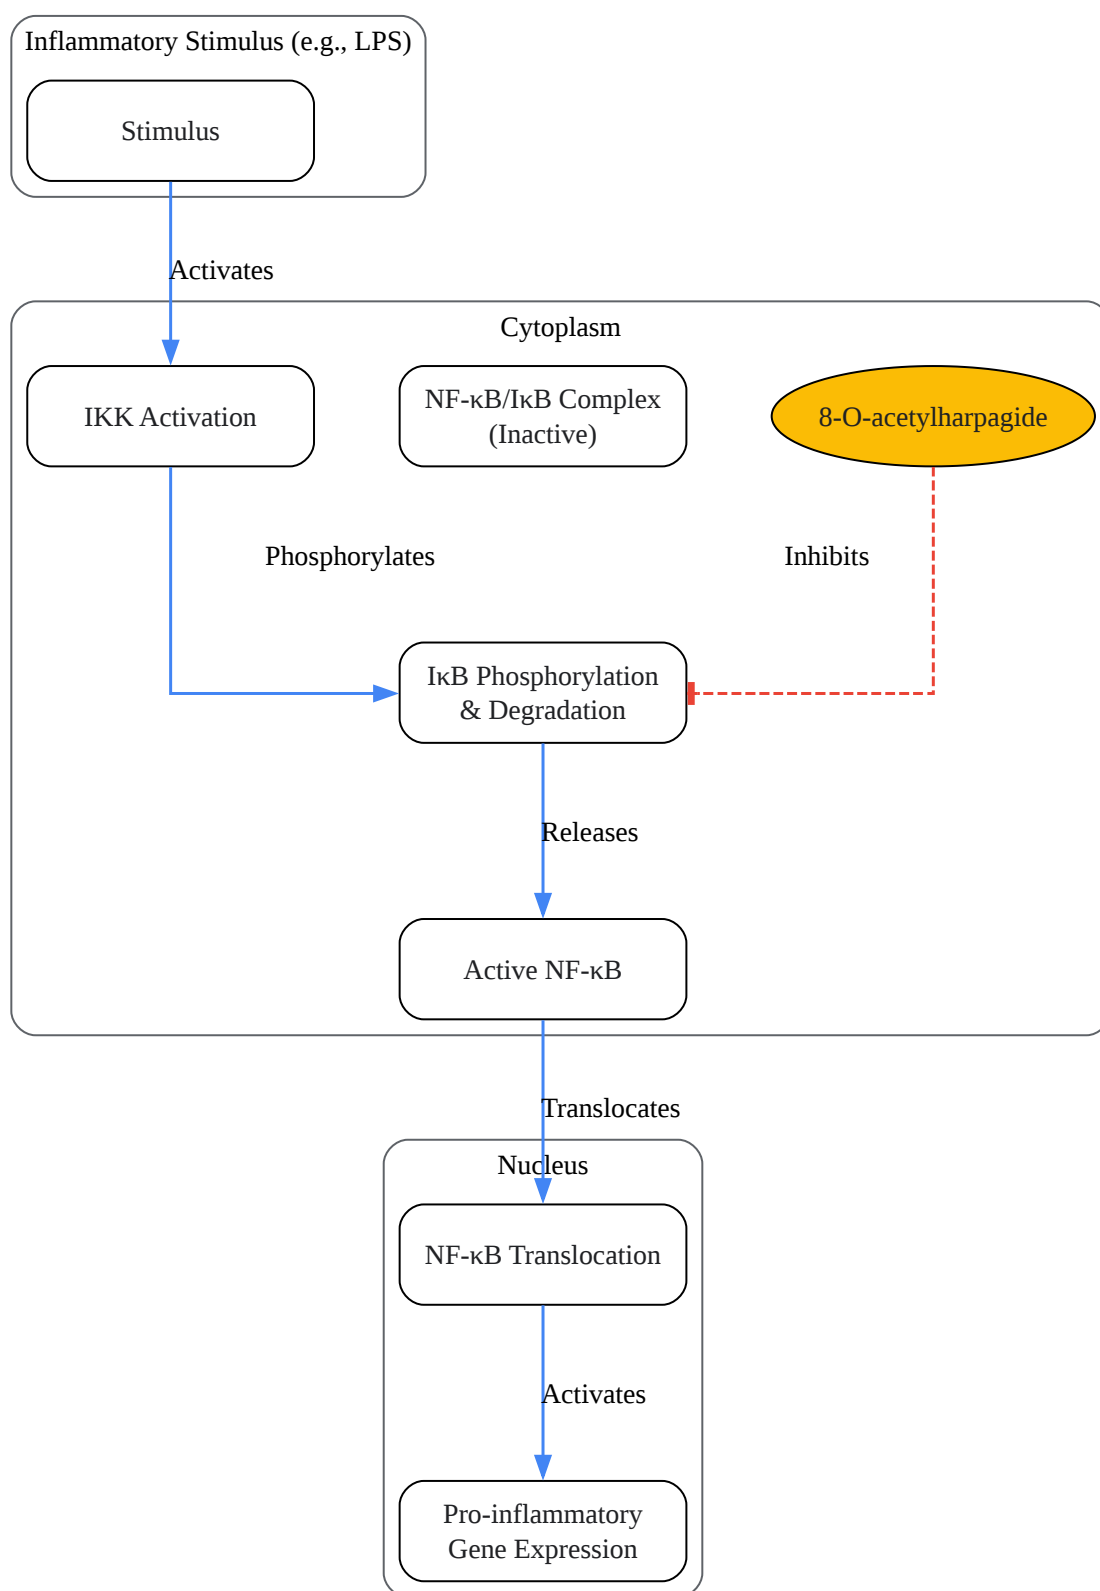 Inflammatory Stimulus (e.g., LPS)
Stimulus
Activates
Cytoplasm
IKK Activation
NF-κB/IκB Complex
(Inactive)
8-O-acetylharpagide
Phosphorylates
Inhibits
IκB Phosphorylation
& Degradation
Releases
Active NF-κB
Translocates
Nucleus
NF-κB Translocation
Activates
Pro-inflammatory
Gene Expression